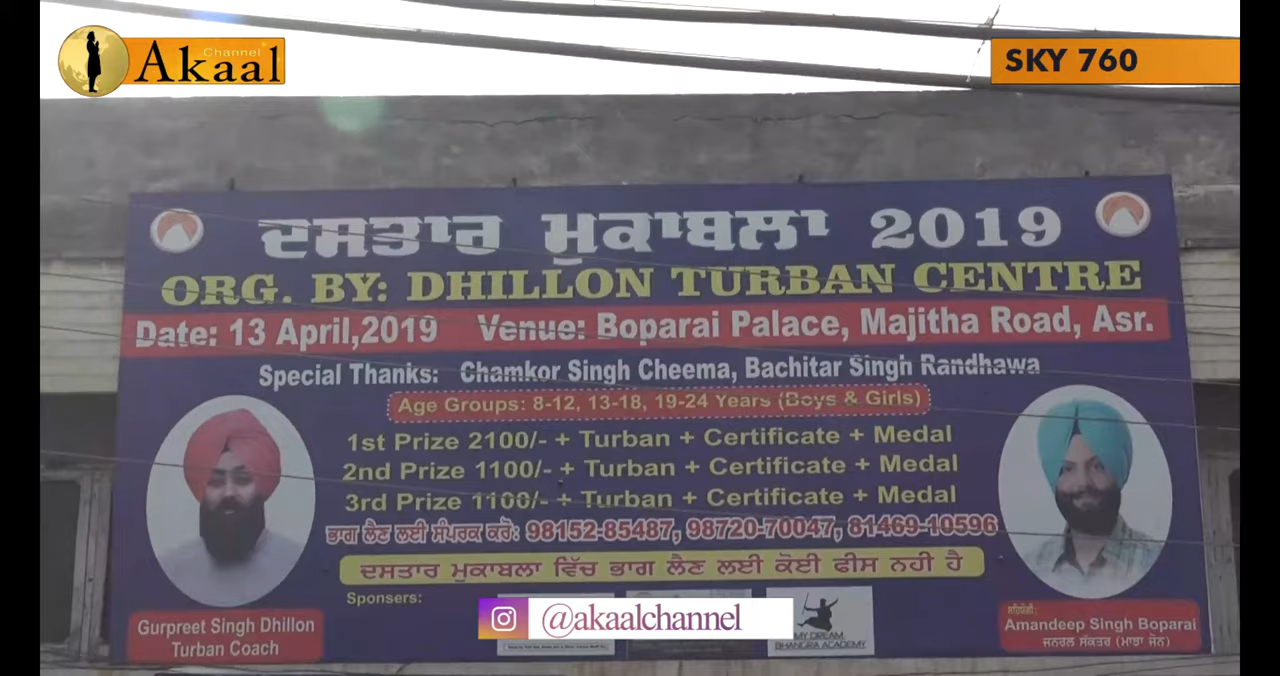 Channel
Akaal
SKY 760
ਦਸਤਾਰ ਮੁਕਾਬਲਾ 2019
ORG. BY: DHILLON TURBAN CENTRE
Date: 13 April,2019 Venue: Boparai Palace, Majitha Road, Asr.
Special Thanks: Chamkor Singh Cheema, Bachitar Singh Randhawa
Age Groups: 8-12, 13-18, 19-24 Years (Boys & Girls)
1st Prize 2100/- + Turban + Certificate + Medal
2nd Prize 1100/- + Turban + Certificate + Medal
3rd Prize 1100/- + Turban + Certificate + Medal
ਭਾਗ ਲੈਣ ਲਈ ਸੰਪਰਕ ਕਰੋ: 98152-85487, 98720-70047, 81469-10596
ਦਸਤਾਰ ਮੁਕਾਬਲਾ ਵਿੱਚ ਭਾਗ ਲੈਣ ਲਈ ਕੋਈ ਫੀਸ ਨਹੀ ਹੈ
Sponsers:
@akaalchannel
MY DREAM
BHANGRA ACADEMY
Gurpreet Singh Dhillon
Turban Coach
ਸਹਿਯੋਗੀ:
Amandeep Singh Boparai
ਜਨਰਲ ਸੱਕਤਰ (ਮਾਝਾ ਜੋਨ)